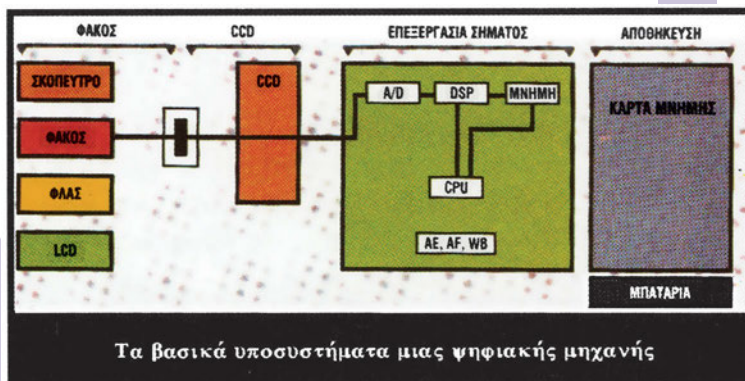 ΦΑΚΟΣ CCD ΕΠΕΞΕΡΓΑΣΙΑ ΣΗΜΑΤΟΣ ΑΠΟΘΗΚΕΥΣΗ
ΣΚΟΠΕΥΤΡΟ
CCD
A/D
DSP
ΜΝΗΜΗ
ΚΑΡΤΑ ΜΝΗΜΗΣ
ΦΑΚΟΣ
ΦΛΑΣ
CPU
LCD
AE, AF, WB
ΜΠΑΤΑΡΙΑ
Τα βασικά υποσυστήματα μιας ψηφιακής μηχανής